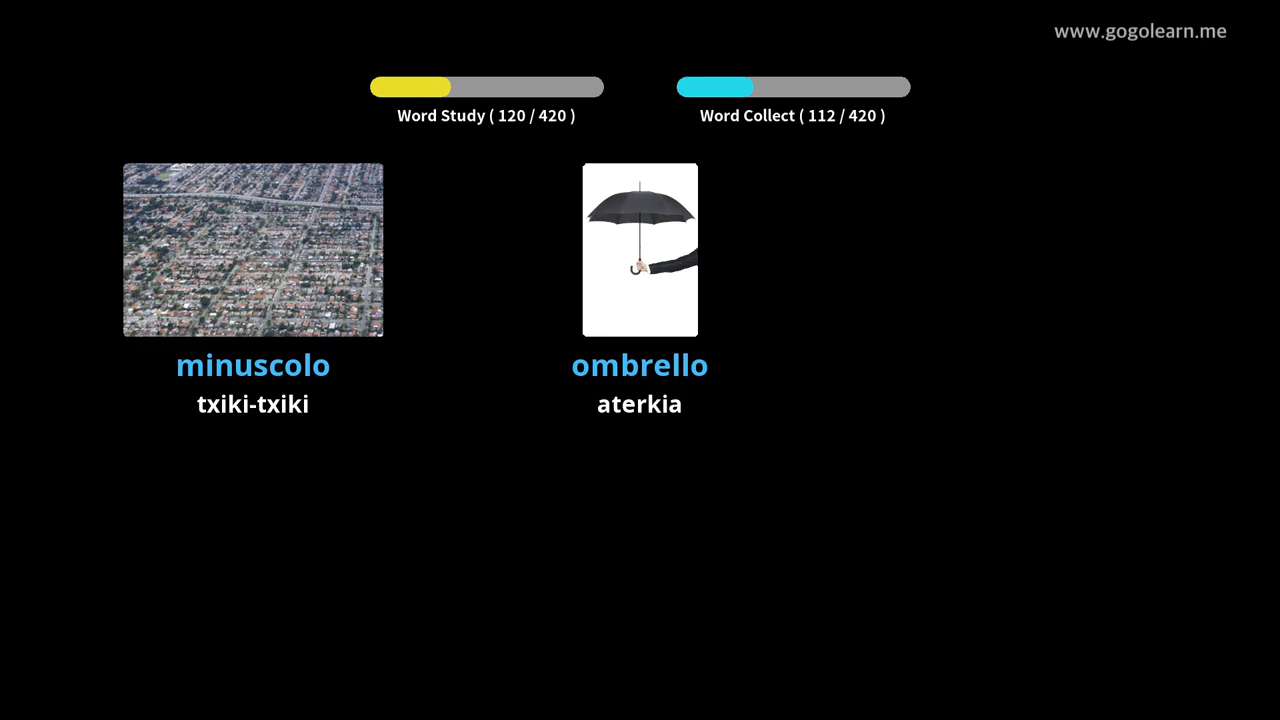 www.gogolearn.me
Word Study ( 120 / 420 )
Word Collect ( 112 / 420 )
minuscolo
txiki-txiki
ombrello
aterkia